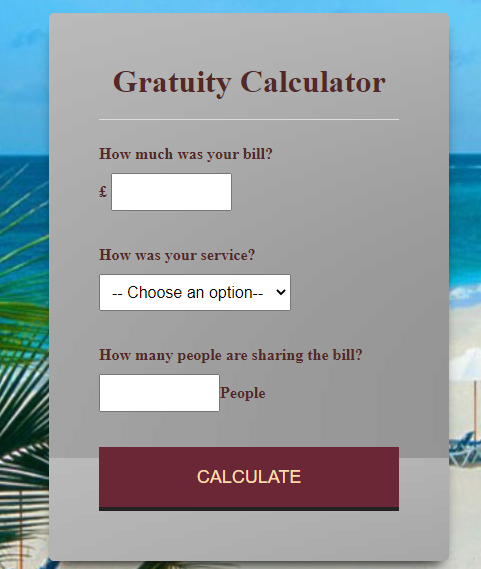 Gratuity Calculator
How much was your bill?
£
How was your service?
-- Choose an option--
How many people are sharing the bill?
People
CALCULATE